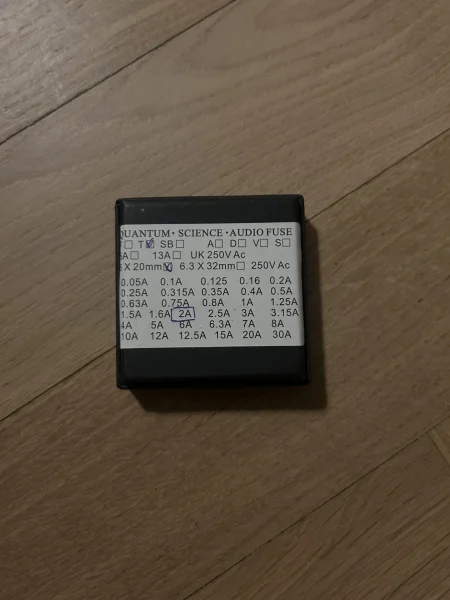 QUANTUM · SCIENCE · AUDIO FUSE
F☐ T☑ SB☐ A☐ D☐ V☐ S☐
13A☐ UK 250V Ac
X 20mm☑ 6.3 X 32mm☐ 250V Ac
0.05A 0.1A 0.125 0.16 0.2A
0.25A 0.315A 0.35A 0.4A 0.5A
0.63A 0.75A 0.8A 1A 1.25A
1.5A 1.6A 2A 2.5A 3A 3.15A
4A 5A 6A 6.3A 7A 8A
10A 12A 12.5A 15A 20A 30A